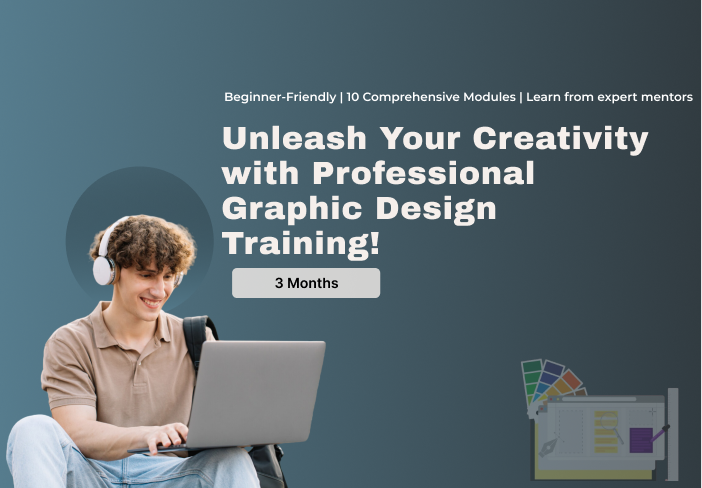 Beginner-Friendly | 10 Comprehensive Modules | Learn from expert mentors
Unleash Your Creativity
with Professional
Graphic Design
Training!
3 Months